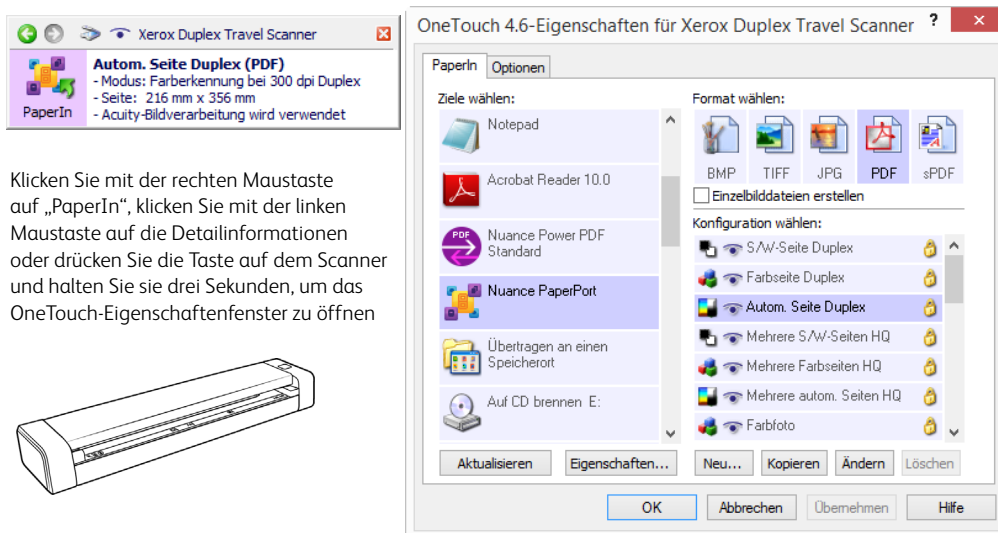 Xerox Duplex Travel Scanner
Autom. Seite Duplex (PDF)
- Modus: Farberkennung bei 300 dpi Duplex
- Seite: 216 mm x 356 mm
- Acuity-Bildverarbeitung wird verwendet
PaperIn
Klicken Sie mit der rechten Maustaste
auf „PaperIn“, klicken Sie mit der linken
Maustaste auf die Detailinformationen
oder drücken Sie die Taste auf dem Scanner
und halten Sie sie drei Sekunden, um das
OneTouch-Eigenschaftenfenster zu öffnen
OneTouch 4.6-Eigenschaften für Xerox Duplex Travel Scanner ?
PaperIn Optionen
Ziele wählen:
Notepad
Acrobat Reader 10.0
PDF
Nuance Power PDF
Standard
Nuance PaperPort
Übertragen an einen
Speicherort
Auf CD brennen E:
Aktualisieren Eigenschaften...
Format wählen:
BMP TIFF JPG PDF sPDF
Einzelbilddateien erstellen
Konfiguration wählen:
S/W-Seite Duplex
Farbseite Duplex
Autom. Seite Duplex
Mehrere S/W-Seiten HQ
Mehrere Farbseiten HQ
Mehrere autom. Seiten HQ
Farbfoto
Neu... Kopieren Ändern Löschen
OK Abbrechen Übernehmen Hilfe